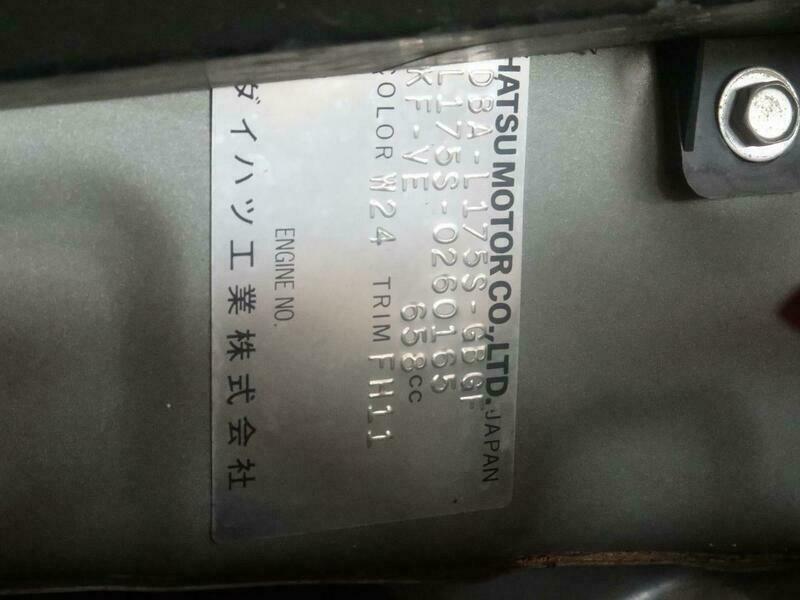 HATSU MOTOR CO., LTD. JAPAN
DBA-L175S-GBGF
L175S-0260165
KF-VE 658cc
COLOR W24 TRIM FH11
ENGINE NO.
ダイハツ工業株式会社